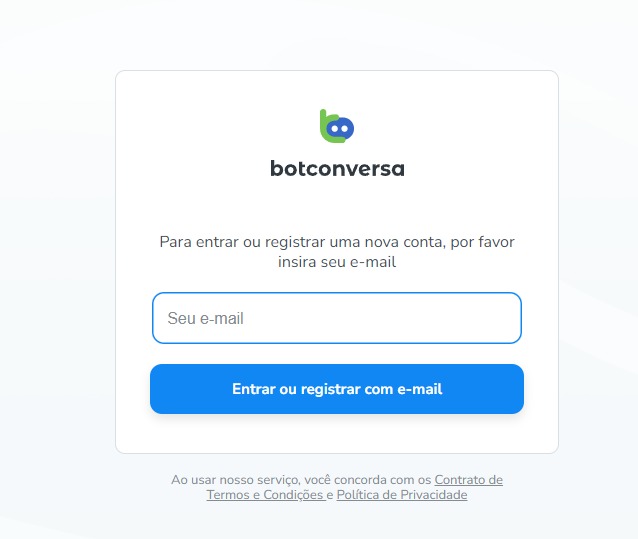 botconversa
Para entrar ou registrar uma nova conta, por favor
insira seu e-mail
Seu e-mail
Entrar ou registrar com e-mail
Ao usar nosso serviço, você concorda com os Contrato de
Termos e Condições e Política de Privacidade